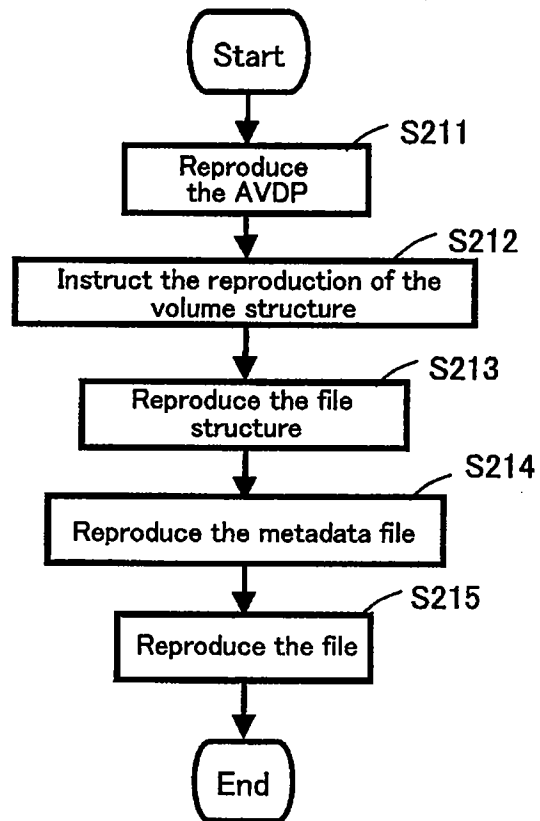 Start
S211
Reproduce
the AVDP
S212
Instruct the reproduction of the
volume structure
S213
Reproduce the file
structure
S214
Reproduce the metadata file
S215
Reproduce the file
End